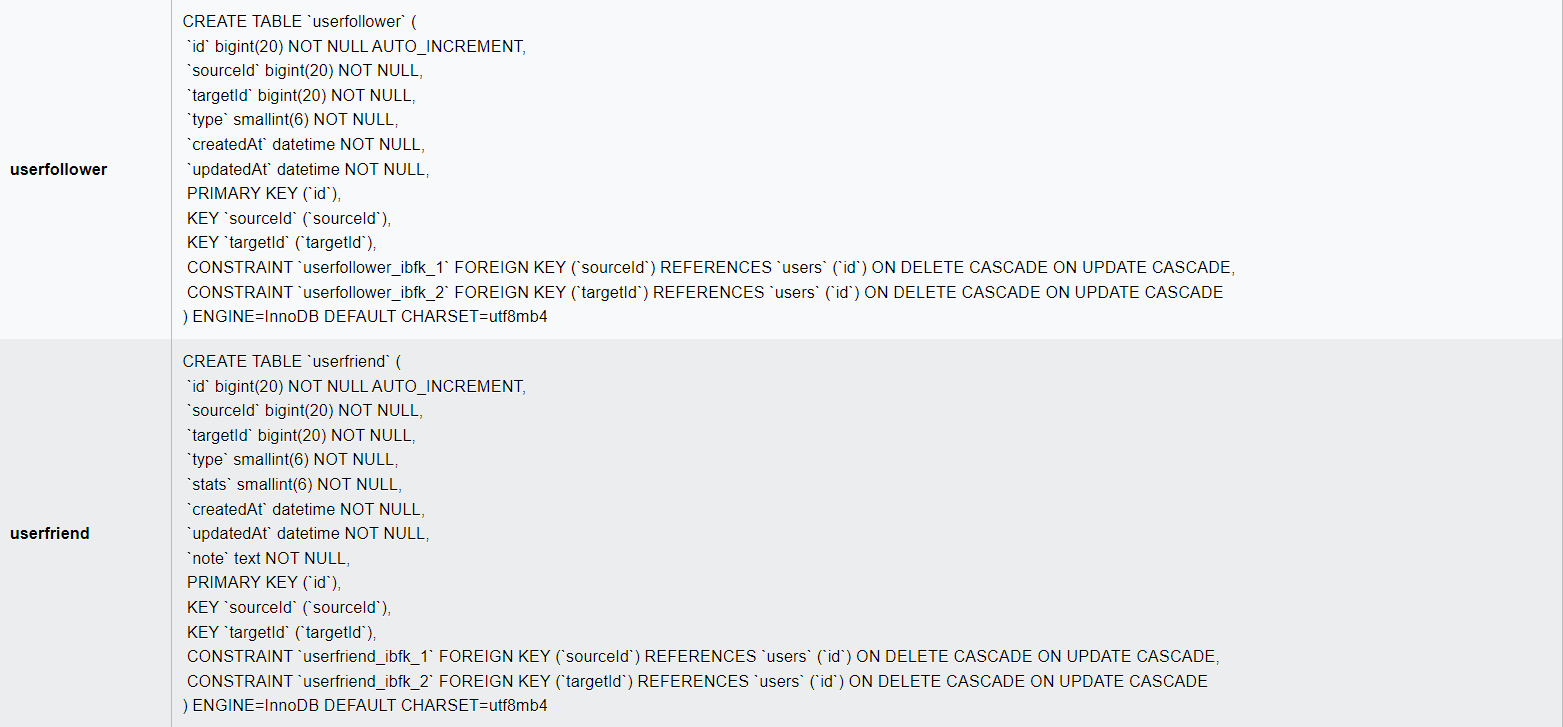 userfollower
CREATE TABLE `userfollower` (
`id` bigint(20) NOT NULL AUTO_INCREMENT,
`sourceId` bigint(20) NOT NULL,
`targetId` bigint(20) NOT NULL,
`type` smallint(6) NOT NULL,
`createdAt` datetime NOT NULL,
`updatedAt` datetime NOT NULL,
PRIMARY KEY (`id`),
KEY `sourceId` (`sourceId`),
KEY `targetId` (`targetId`),
CONSTRAINT `userfollower_ibfk_1` FOREIGN KEY (`sourceId`) REFERENCES `users` (`id`) ON DELETE CASCADE ON UPDATE CASCADE,
CONSTRAINT `userfollower_ibfk_2` FOREIGN KEY (`targetId`) REFERENCES `users` (`id`) ON DELETE CASCADE ON UPDATE CASCADE
) ENGINE=InnoDB DEFAULT CHARSET=utf8mb4
userfriend
CREATE TABLE `userfriend` (
`id` bigint(20) NOT NULL AUTO_INCREMENT,
`sourceId` bigint(20) NOT NULL,
`targetId` bigint(20) NOT NULL,
`type` smallint(6) NOT NULL,
`stats` smallint(6) NOT NULL,
`createdAt` datetime NOT NULL,
`updatedAt` datetime NOT NULL,
`note` text NOT NULL,
PRIMARY KEY (`id`),
KEY `sourceId` (`sourceId`),
KEY `targetId` (`targetId`),
CONSTRAINT `userfriend_ibfk_1` FOREIGN KEY (`sourceId`) REFERENCES `users` (`id`) ON DELETE CASCADE ON UPDATE CASCADE,
CONSTRAINT `userfriend_ibfk_2` FOREIGN KEY (`targetId`) REFERENCES `users` (`id`) ON DELETE CASCADE ON UPDATE CASCADE
) ENGINE=InnoDB DEFAULT CHARSET=utf8mb4